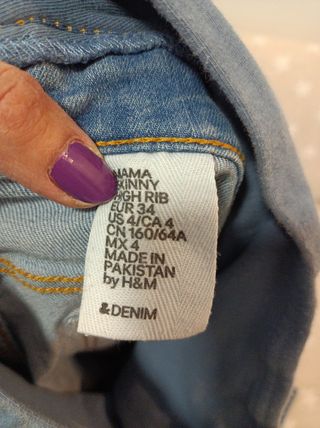 MAMA
SKINNY
HIGH RIB
EUR 34
US 4/CA 4
CN 160/64A
MX 4
MADE IN
PAKISTAN
by H&M
&DENIM